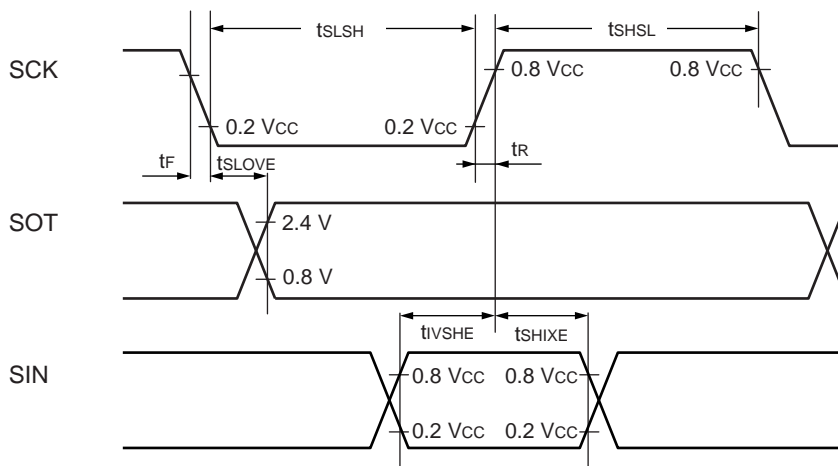 tSLSH
tSHSL
SCK
0.8 VCC
0.8 VCC
0.2 VCC
0.2 VCC
tF
tSLOVE
tR
SOT
2.4 V
0.8 V
tIVSHE
tSHIXE
SIN
0.8 VCC
0.8 VCC
0.2 VCC
0.2 VCC